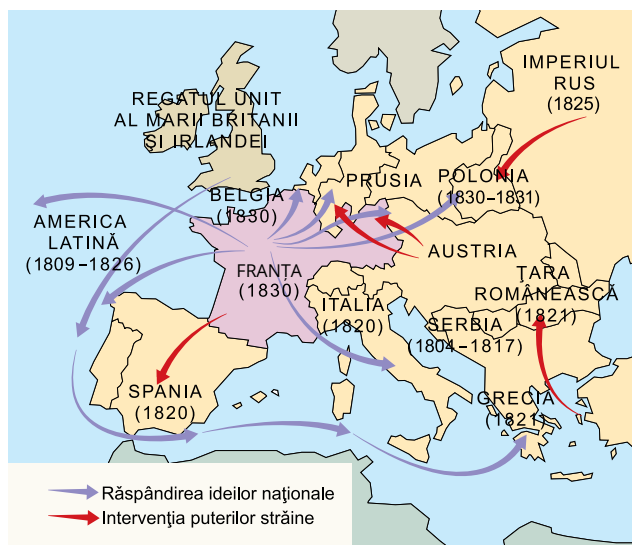 IMPERIUL
RUS
(1825)
REGATUL UNIT
AL MARII BRITANII
ȘI IRLANDEI
BELGIA
(1830)
PRUSIA
POLONIA
(1830–1831)
AMERICA
LATINĂ
(1809–1826)
AUSTRIA
FRANȚA
(1830)
ȚARA
ROMÂNEASCĂ
(1821)
ITALIA
(1820)
SERBIA
(1804–1817)
SPANIA
(1820)
GRECIA
(1821)
Răspândirea ideilor naţionale
Intervenţia puterilor străine